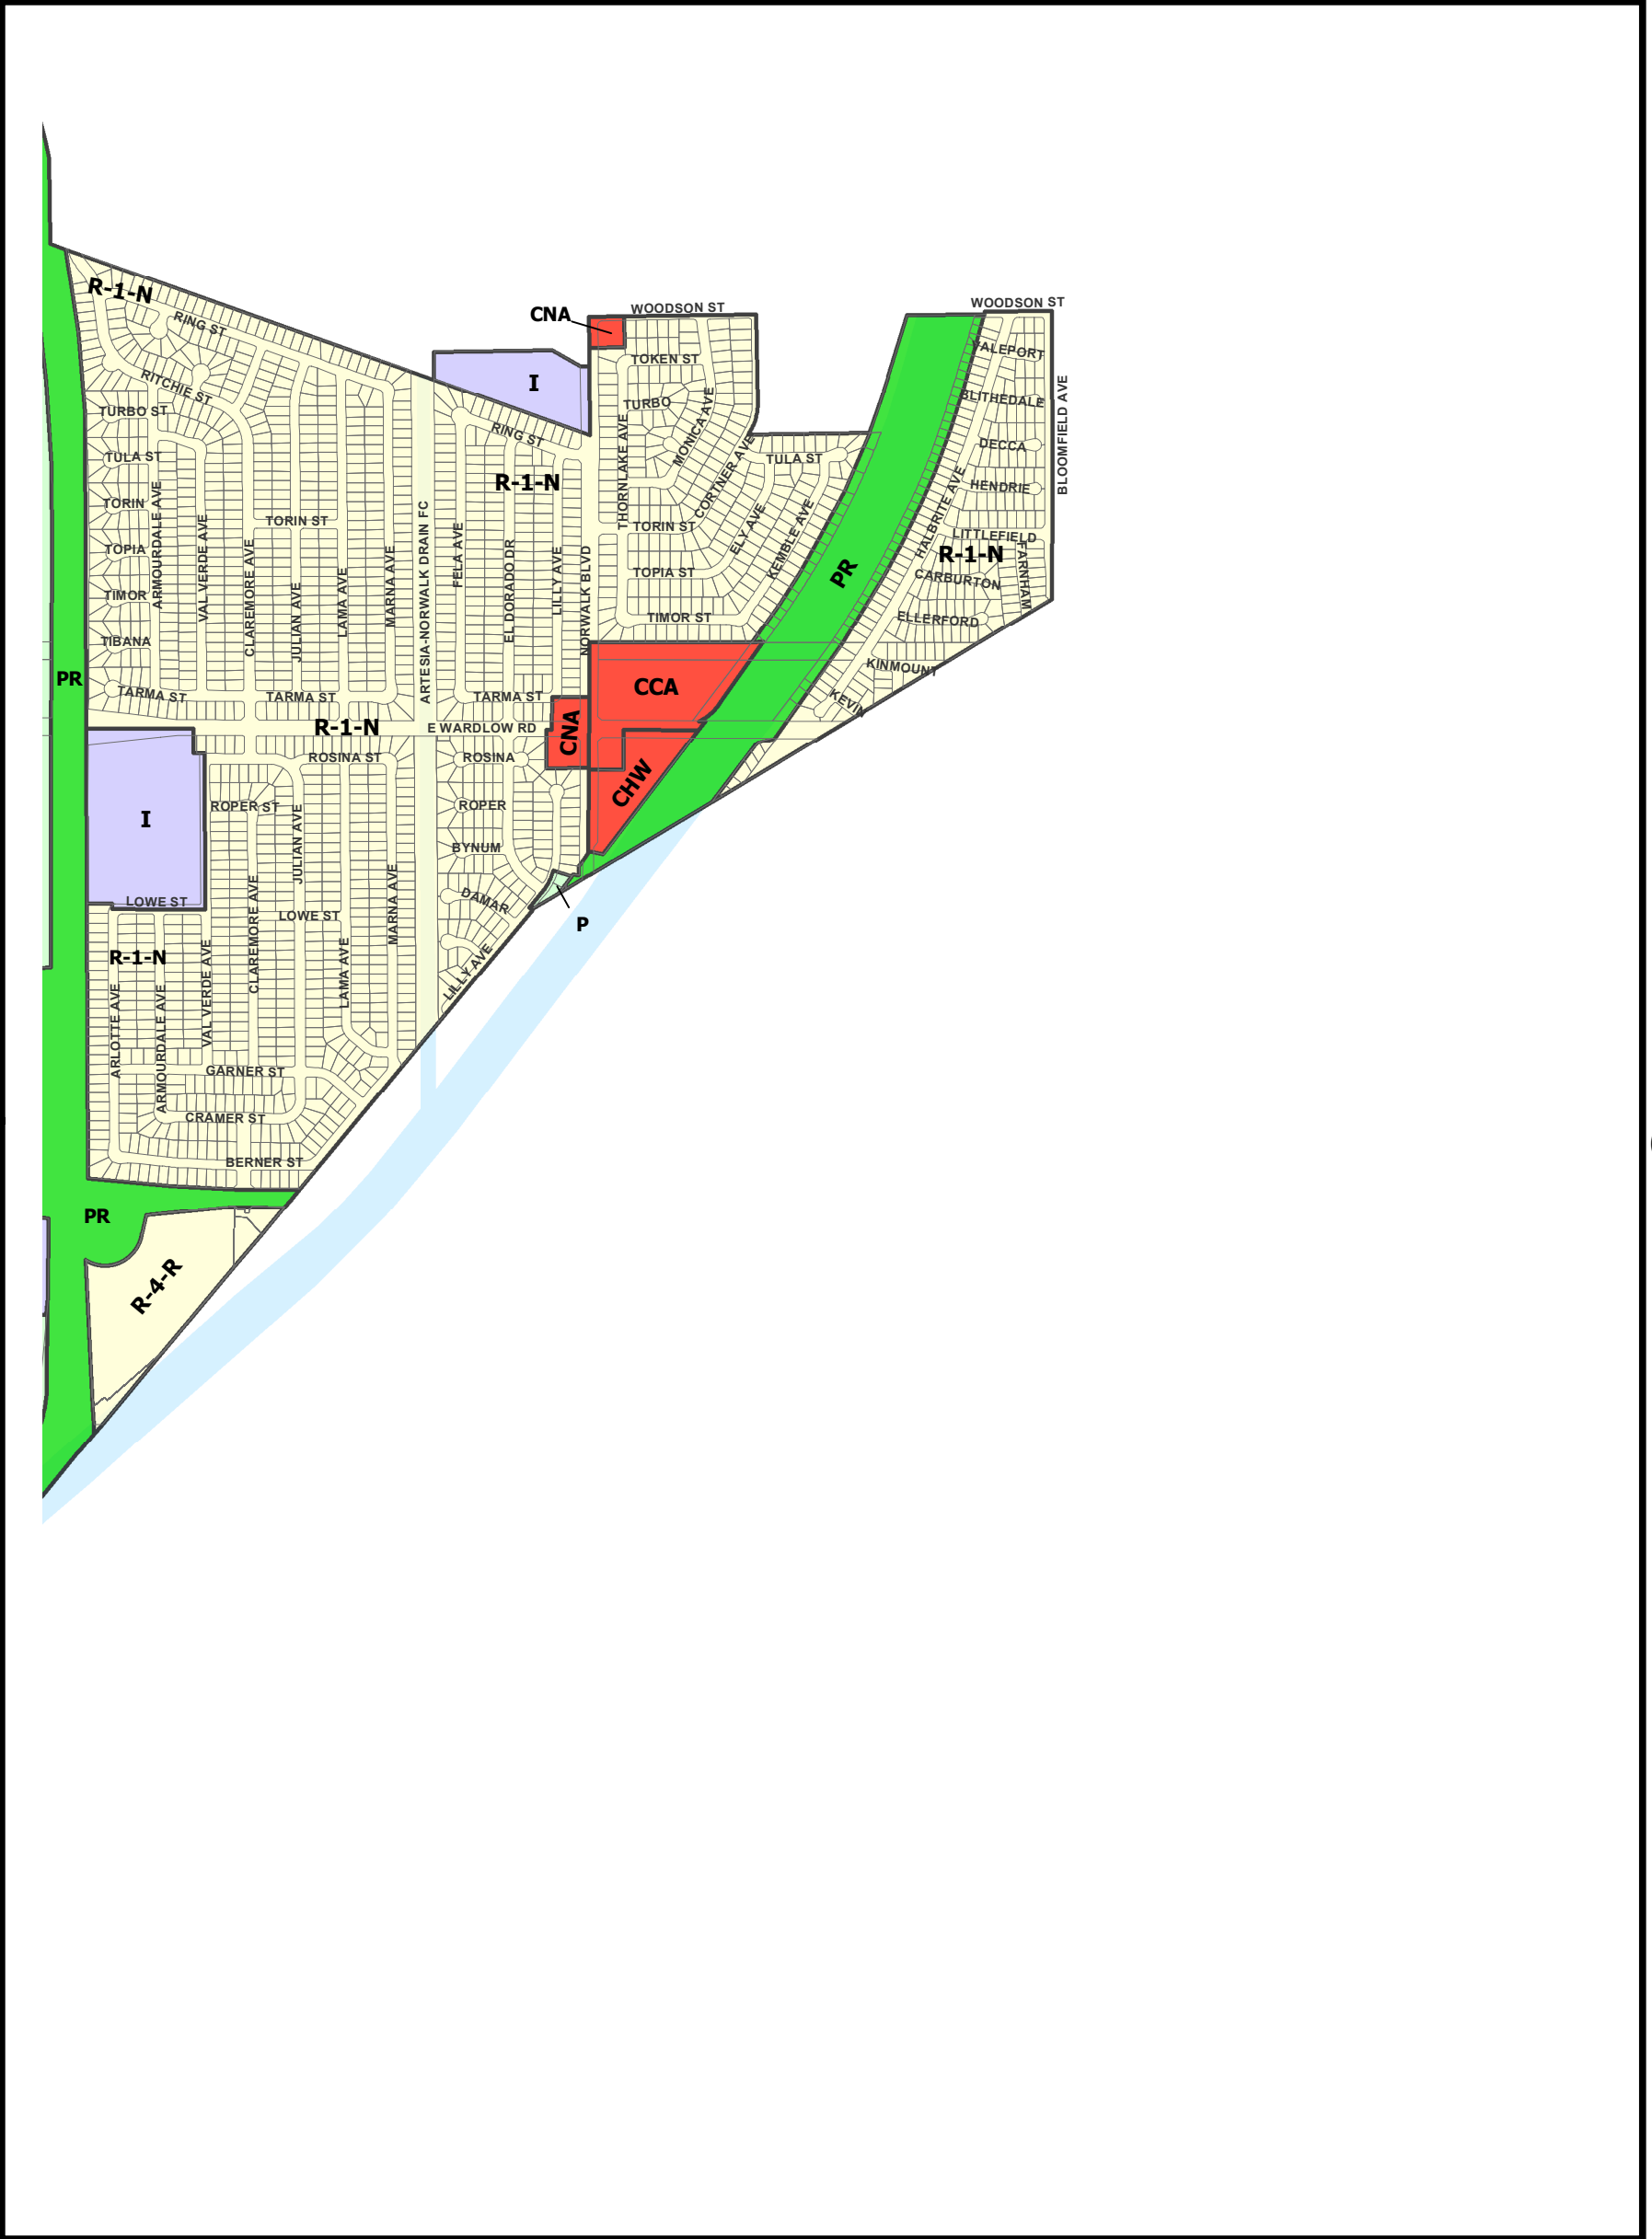 R-1-N
WOODSON ST
WOODSON ST
CNA
RING ST
VALEPORT
TOKEN ST
I
RITCHIE ST
BLITHEDALE
TURBO
TURBO ST
MONICA AVE
BLOOMFIELD AVE
RING ST
DECCA
TULA ST
TULA ST
THORNLAKE AVE
CORTNER AVE
R-1-N
HENDRIE
TORIN
TORIN ST
TORIN ST
ELY AVE
KEMBLE AVE
HALBRITE AVE
LITTLEFIELD
ARMOURDALE AVE
VAL VERDE AVE
CLAREMORE AVE
JULIAN AVE
LAMA AVE
MARNA AVE
ARTESIA-NORWALK DRAIN FC
FELA AVE
EL DORADO DR
LILLY AVE
NORWALK BLVD
TOPIA
TOPIA ST
PR
R-1-N
CARBURTON
FARNHAM
TIMOR
TIMOR ST
ELLERFORD
TIBANA
KINMOUNT
PR
CCA
TARMA ST
TARMA ST
TARMA ST
KEVIN
R-1-N
E WARDLOW RD
CNA
ROSINA ST
ROSINA
CHW
ROPER ST
ROPER
I
JULIAN AVE
BYNUM
LOWE ST
DAMAR
LOWE ST
P
CLAREMORE AVE
MARNA AVE
R-1-N
VAL VERDE AVE
LAMA AVE
LILLY AVE
ARLOTTE AVE
ARMOURDALE AVE
GARNER ST
CRAMER ST
BERNER ST
PR
R-4-R